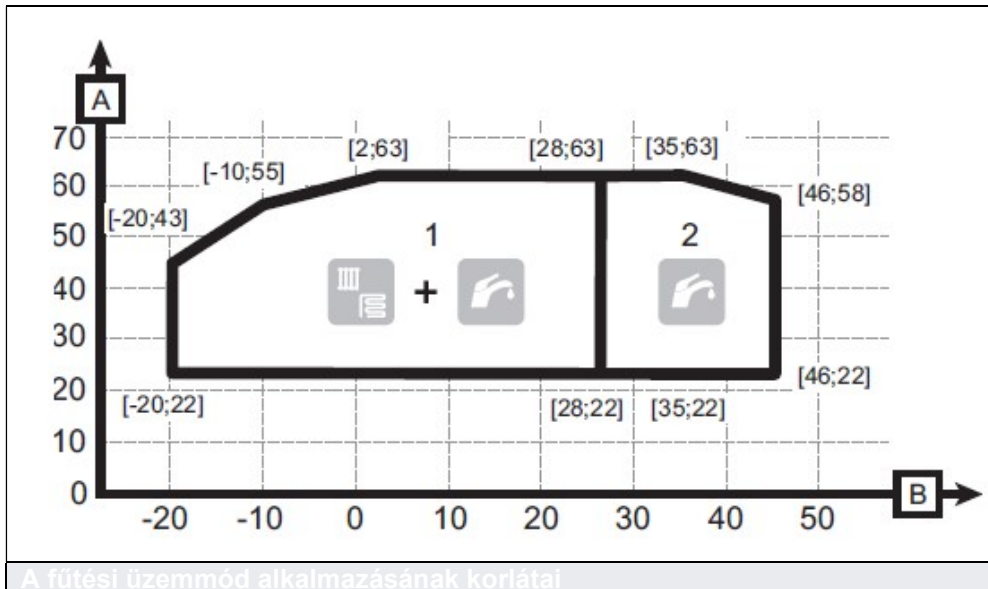 A
70
[2;63] [28;63] [35;63]
[-10;55]
60
[46;58]
[-20;43]
50
1 2
40
+
30
[46;22]
20
[-20;22] [28;22] [35;22]
10
0
B
-20 -10 0 10 20 30 40 50
A fűtési üzemmód alkalmazásának korlátai